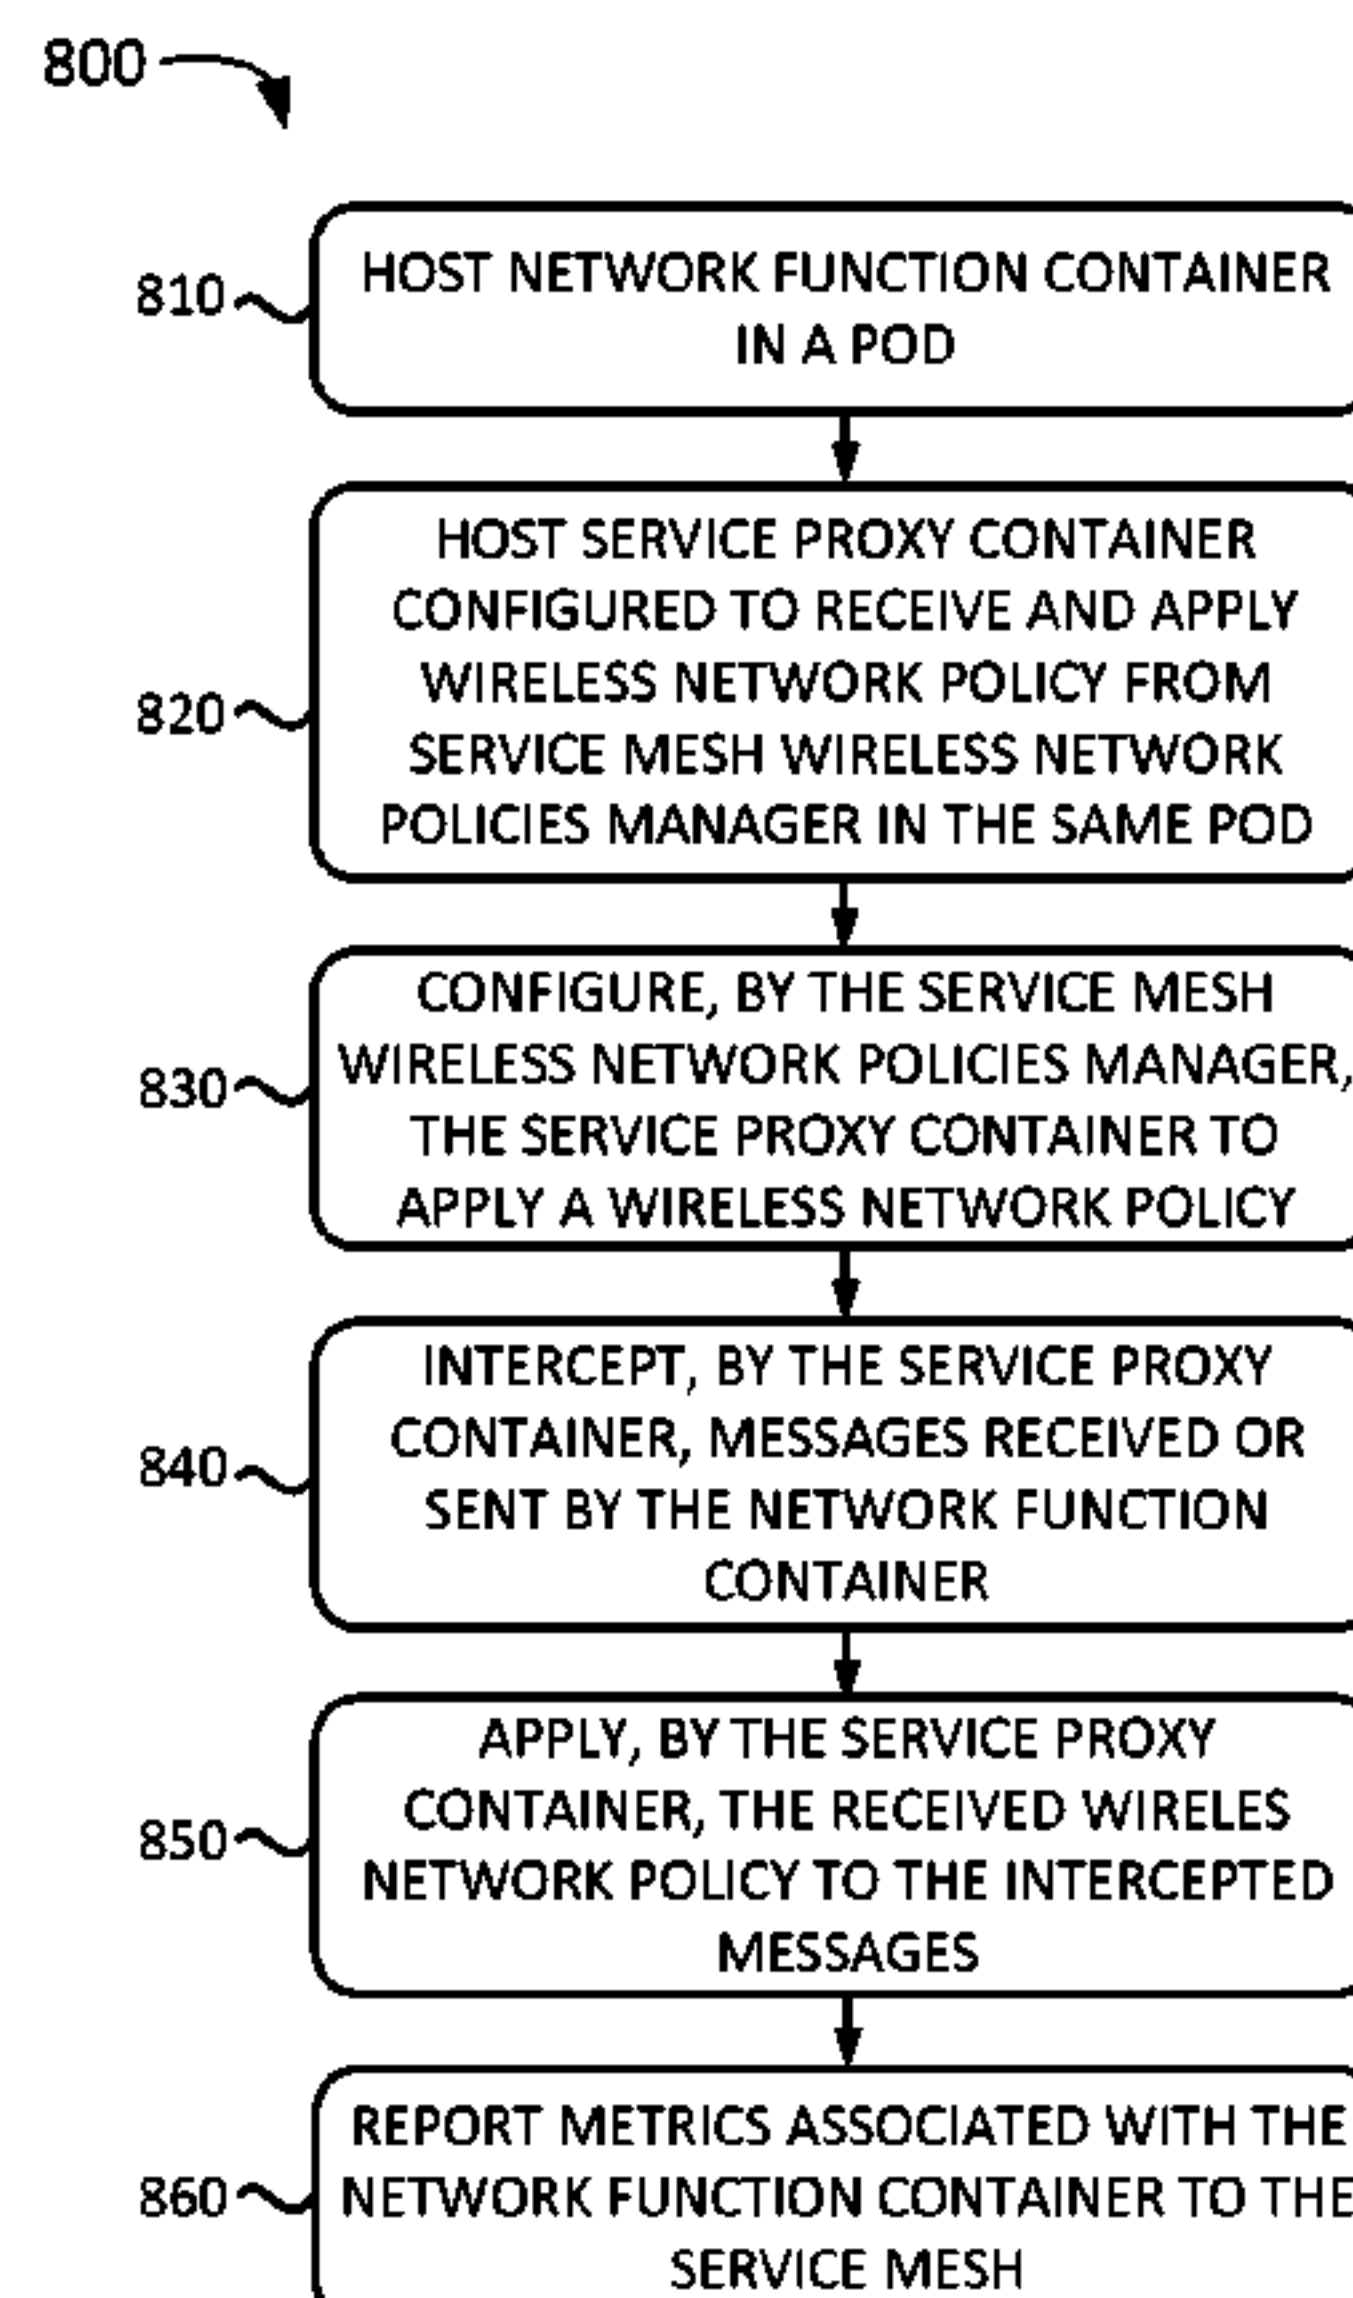 800
810
HOST NETWORK FUNCTION CONTAINER
IN A POD
820
HOST SERVICE PROXY CONTAINER
CONFIGURED TO RECEIVE AND APPLY
WIRELESS NETWORK POLICY FROM
SERVICE MESH WIRELESS NETWORK
POLICIES MANAGER IN THE SAME POD
830
CONFIGURE, BY THE SERVICE MESH
WIRELESS NETWORK POLICIES MANAGER,
THE SERVICE PROXY CONTAINER TO
APPLY A WIRELESS NETWORK POLICY
840
INTERCEPT, BY THE SERVICE PROXY
CONTAINER, MESSAGES RECEIVED OR
SENT BY THE NETWORK FUNCTION
CONTAINER
850
APPLY, BY THE SERVICE PROXY
CONTAINER, THE RECEIVED WIRELES
NETWORK POLICY TO THE INTERCEPTED
MESSAGES
860
REPORT METRICS ASSOCIATED WITH THE
NETWORK FUNCTION CONTAINER TO THE
SERVICE MESH